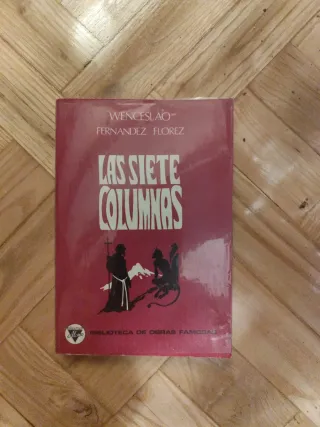 WENCESLAO
FERNANDEZ FLOREZ
LAS SIETE
COLUMNAS
BIBLIOTECA DE OBRAS FAMOSAS